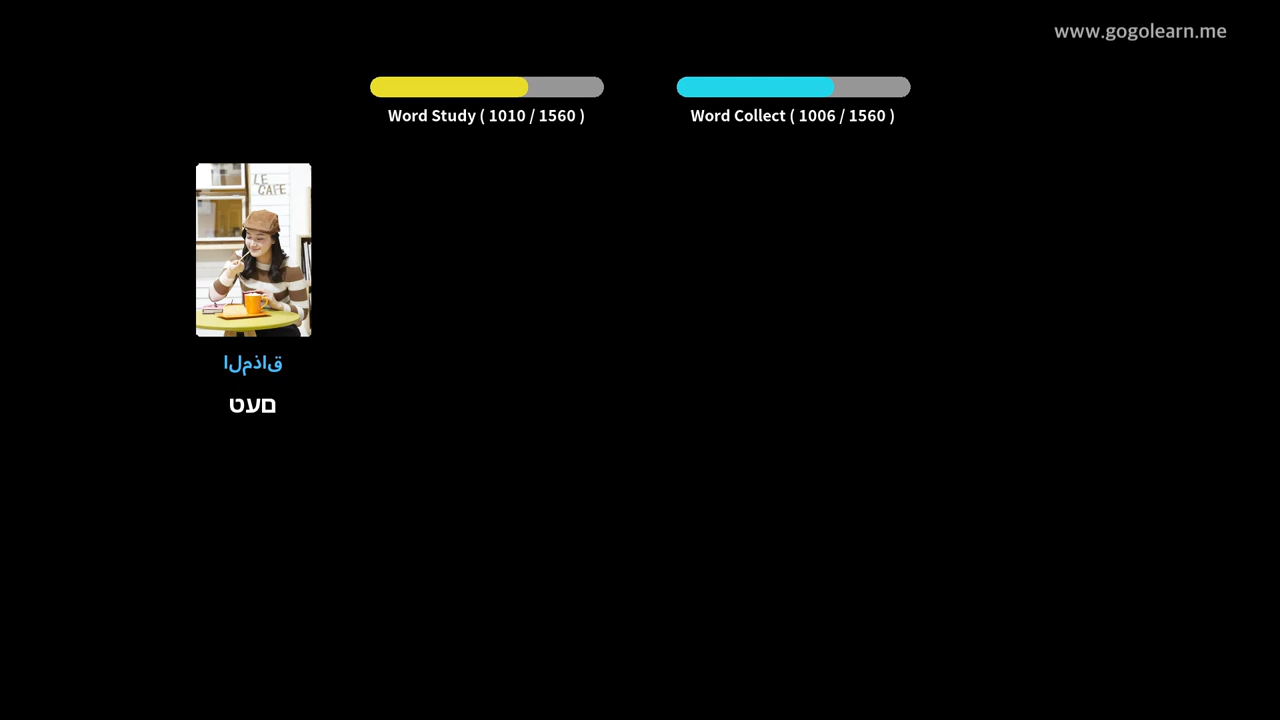 www.gogolearn.me
Word Study ( 1010 / 1560 )
Word Collect ( 1006 / 1560 )
LE
CAFE
المذاق
טעם